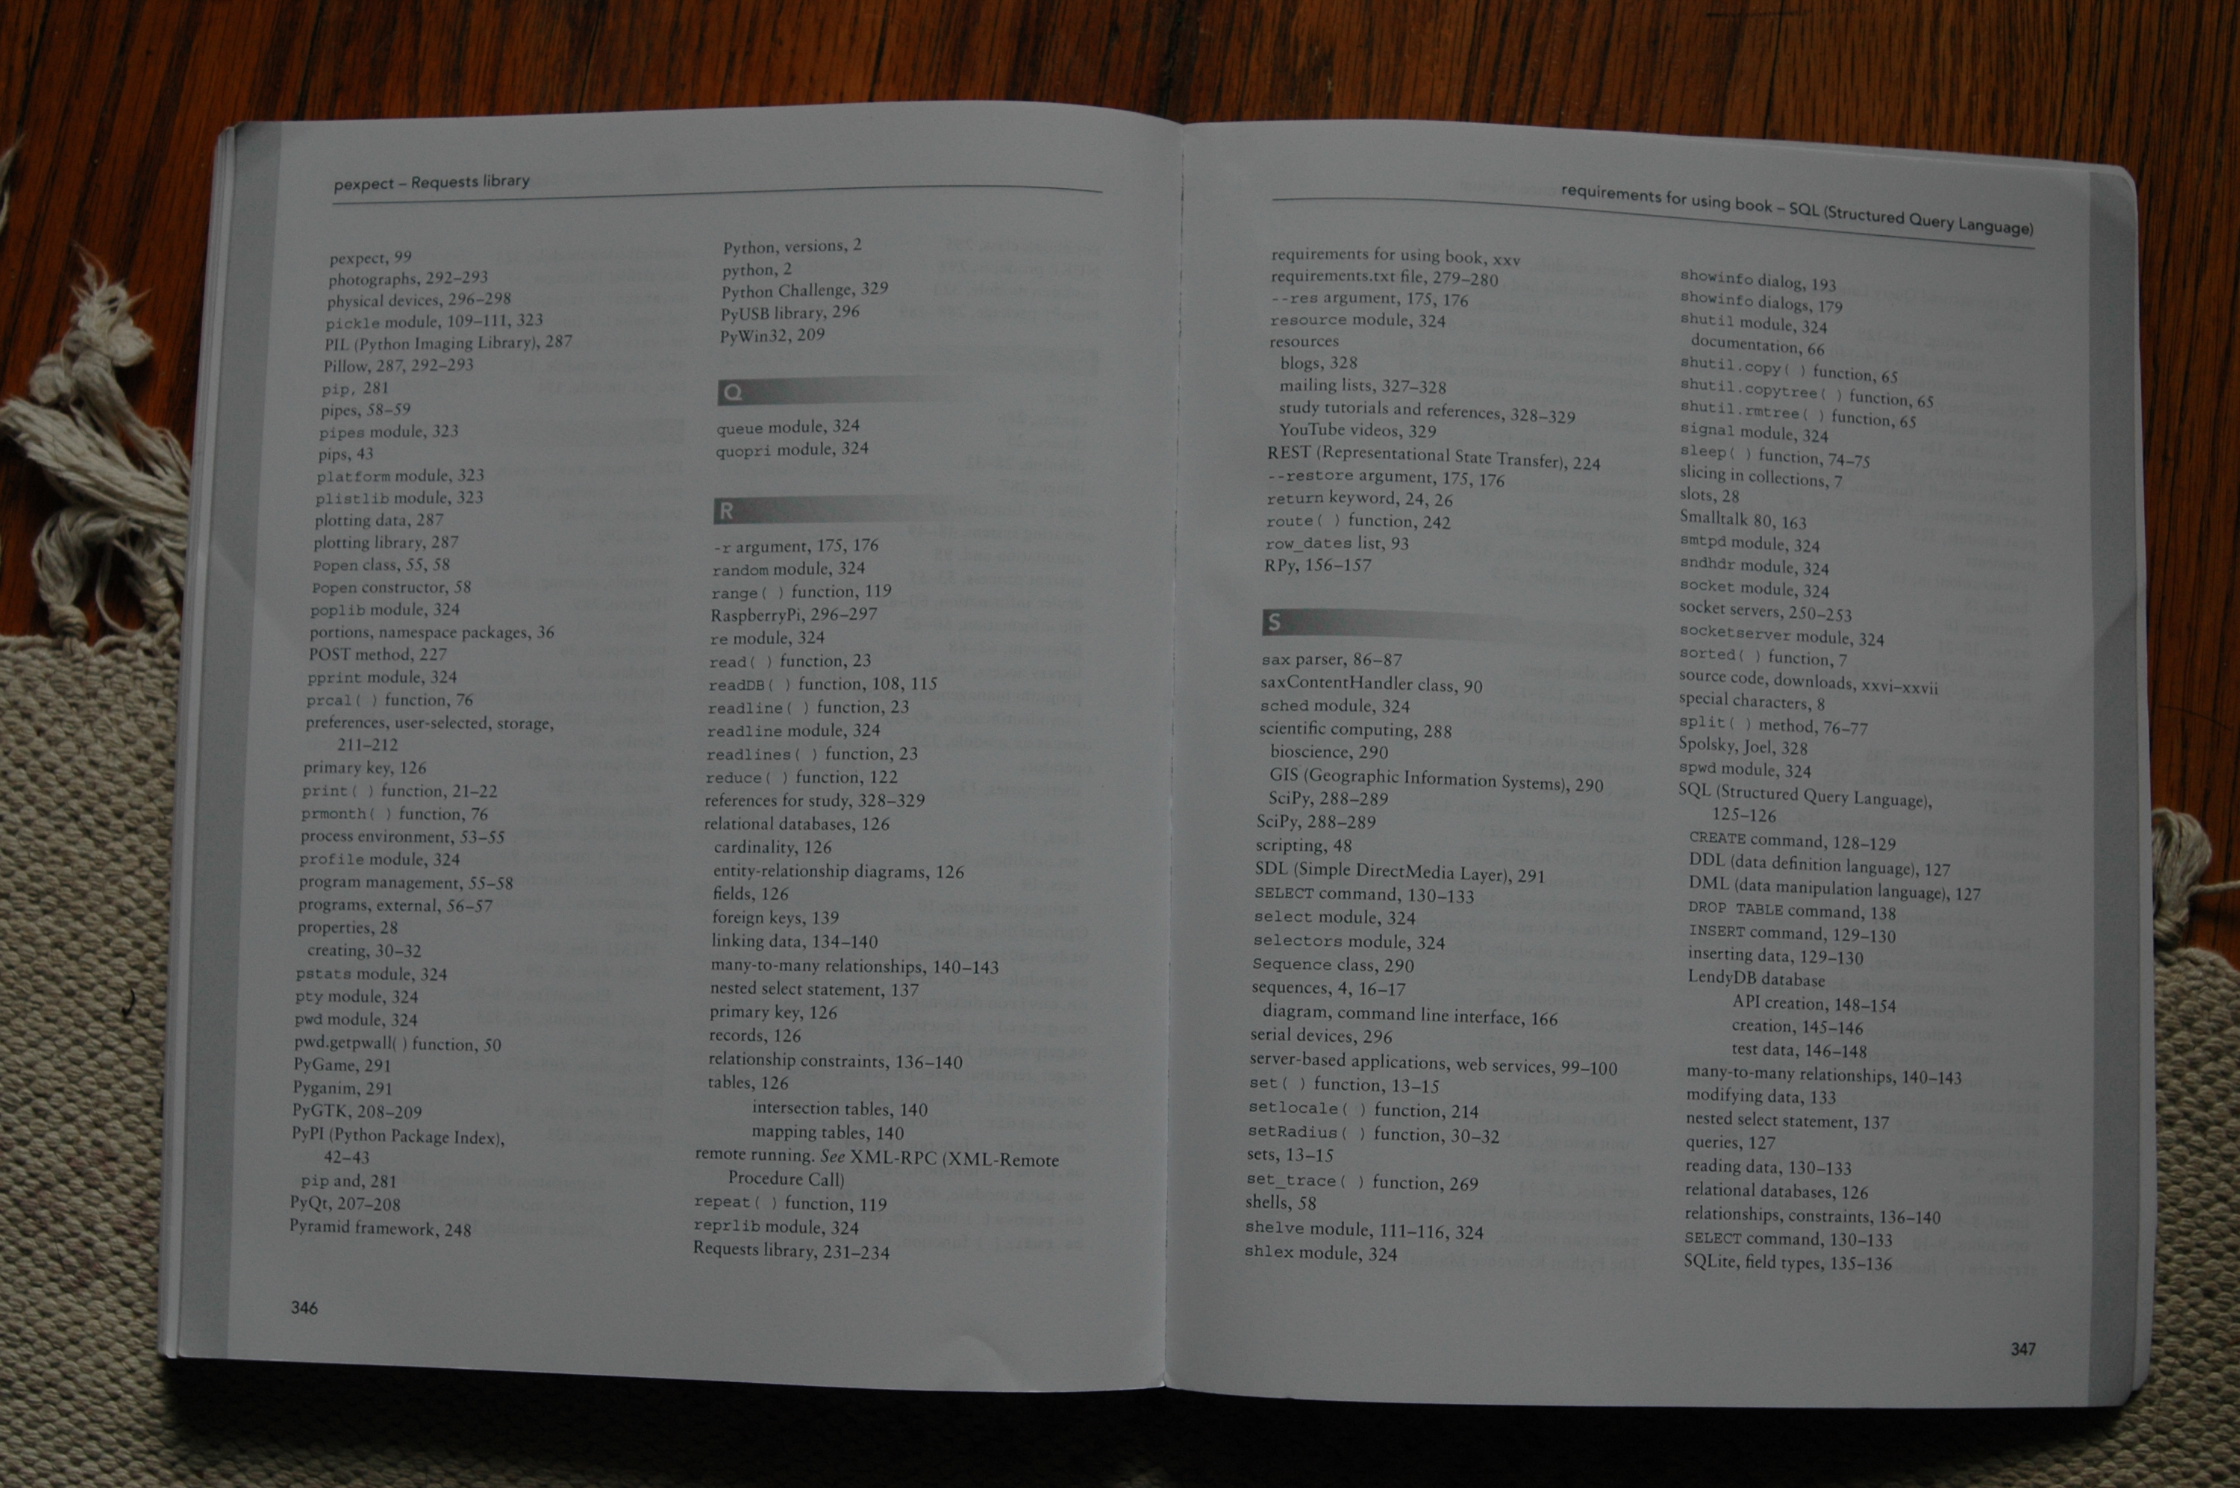 pexpect – Requests library
pexpect, 99
photographs, 292–293
physical devices, 296–298
pickle module, 109–111, 323
PIL (Python Imaging Library), 287
Pillow, 287, 292–293
pip, 281
pipes, 58–59
pipes module, 323
pips, 43
platform module, 323
plistlib module, 323
plotting data, 287
plotting library, 287
Popen class, 55, 58
Popen constructor, 58
poplib module, 324
portions, namespace packages, 36
POST method, 227
pprint module, 324
prcal( ) function, 76
preferences, user-selected, storage,
211–212
primary key, 126
print( ) function, 21–22
prmonth( ) function, 76
process environment, 53–55
profile module, 324
program management, 55–58
programs, external, 56–57
properties, 28
creating, 30–32
pstats module, 324
pty module, 324
pwd module, 324
pwd.getpwall() function, 50
PyGame, 291
Pyganim, 291
PyGTK, 208–209
PyPI (Python Package Index),
42–43
pip and, 281
PyQt, 207–208
Pyramid framework, 248
Python, versions, 2
python, 2
Python Challenge, 329
PyUSB library, 296
PyWin32, 209
Q
queue module, 324
quopri module, 324
R
-r argument, 175, 176
random module, 324
range( ) function, 119
RaspberryPi, 296–297
re module, 324
read( ) function, 23
readDB( ) function, 108, 115
readline( ) function, 23
readline module, 324
readlines( ) function, 23
reduce( ) function, 122
references for study, 328–329
relational databases, 126
cardinality, 126
entity-relationship diagrams, 126
fields, 126
foreign keys, 139
linking data, 134–140
many-to-many relationships, 140–143
nested select statement, 137
primary key, 126
records, 126
relationship constraints, 136–140
tables, 126
intersection tables, 140
mapping tables, 140
remote running. See XML-RPC (XML-Remote
Procedure Call)
repeat( ) function, 119
reprlib module, 324
Requests library, 231–234
346
requirements for using book – SQL (Structured Query Language)
requirements for using book, xxv
requirements.txt file, 279–280
--res argument, 175, 176
resource module, 324
resources
blogs, 328
mailing lists, 327–328
study tutorials and references, 328–329
YouTube videos, 329
REST (Representational State Transfer), 224
--restore argument, 175, 176
return keyword, 24, 26
route( ) function, 242
row_dates list, 93
RPy, 156–157
S
sax parser, 86–87
saxContentHandler class, 90
sched module, 324
scientific computing, 288
bioscience, 290
GIS (Geographic Information Systems), 290
SciPy, 288–289
SciPy, 288–289
scripting, 48
SDL (Simple DirectMedia Layer), 291
SELECT command, 130–133
select module, 324
selectors module, 324
Sequence class, 290
sequences, 4, 16–17
diagram, command line interface, 166
serial devices, 296
server-based applications, web services, 99–100
set( ) function, 13–15
setlocale( ) function, 214
setRadius( ) function, 30–32
sets, 13–15
set_trace( ) function, 269
shells, 58
shelve module, 111–116, 324
shlex module, 324
showinfo dialog, 193
showinfo dialogs, 179
shutil module, 324
documentation, 66
shutil.copy( ) function, 65
shutil.copytree( ) function, 65
shutil.rmtree( ) function, 65
signal module, 324
sleep( ) function, 74–75
slicing in collections, 7
slots, 28
Smalltalk 80, 163
smtpd module, 324
sndhdr module, 324
socket module, 324
socket servers, 250–253
socketserver module, 324
sorted( ) function, 7
source code, downloads, xxvi–xxvii
special characters, 8
split( ) method, 76–77
Spolsky, Joel, 328
spwd module, 324
SQL (Structured Query Language),
125–126
CREATE command, 128–129
DDL (data definition language), 127
DML (data manipulation language), 127
DROP TABLE command, 138
INSERT command, 129–130
inserting data, 129–130
LendyDB database
API creation, 148–154
creation, 145–146
test data, 146–148
many-to-many relationships, 140–143
modifying data, 133
nested select statement, 137
queries, 127
reading data, 130–133
relational databases, 126
relationships, constraints, 136–140
SELECT command, 130–133
SQLite, field types, 135–136
347